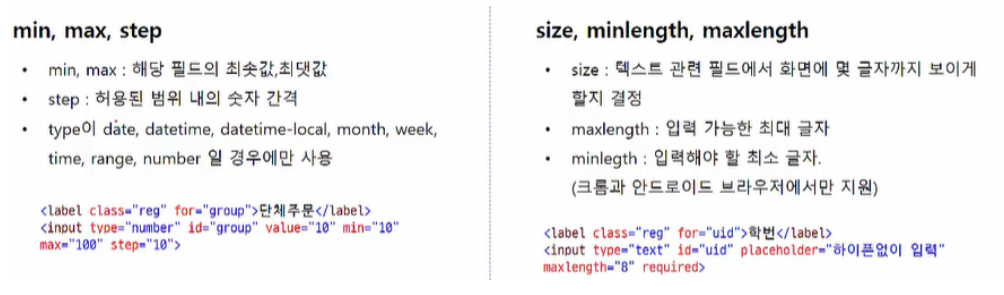 min, max, step
• min, max : 해당 필드의 최솟값,최댓값
• step : 허용된 범위 내의 숫자 간격
• type이 date, datetime, datetime-local, month, week,
time, range, number 일 경우에만 사용
<label class="reg" for="group">단체주문</label>
<input type="number" id="group" value="10" min="10"
max="100" step="10">
size, minlength, maxlength
• size : 텍스트 관련 필드에서 화면에 몇 글자까지 보이게
할지 결정
• maxlength : 입력 가능한 최대 글자
• minlegth : 입력해야 할 최소 글자.
(크롬과 안드로이드 브라우저에서만 지원)
<label class="reg" for="uid">학번</label>
<input type="text" id="uid" placeholder="하이픈없이 입력"
maxlength="8" required>